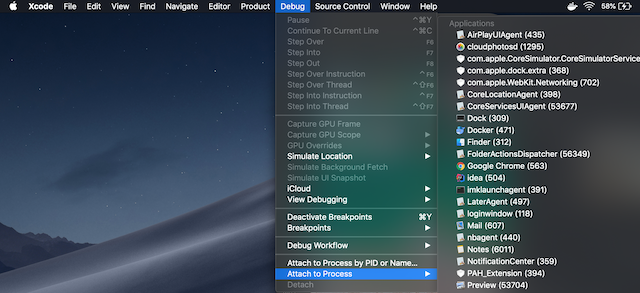 Xcode File Edit View Find Navigate Editor Product Debug Source Control Window Help 58%
Pause ^⌘Y
Continue To Current Line ^⌘C
Step Over F6
Step Into F7
Step Out F8
Step Over Instruction ^F6
Step Over Thread ^⇧F6
Step Into Instruction ^F7
Step Into Thread ^⇧F7
Capture GPU Frame
Capture GPU Scope
GPU Overrides
Simulate Location
Simulate Background Fetch
Simulate UI Snapshot
iCloud
View Debugging
Deactivate Breakpoints ⌘Y
Breakpoints
Debug Workflow
Attach to Process by PID or Name...
Attach to Process
Detach
Applications
AirPlayUIAgent (435)
cloudphotosd (1295)
com.apple.CoreSimulator.CoreSimulatorService
com.apple.dock.extra (368)
com.apple.WebKit.Networking (702)
CoreLocationAgent (398)
CoreServicesUIAgent (53677)
Dock (309)
Docker (471)
Finder (312)
FolderActionsDispatcher (56349)
Google Chrome (563)
idea (504)
imklaunchagent (391)
LaterAgent (497)
loginwindow (118)
Mail (607)
nbagent (440)
Notes (6011)
NotificationCenter (359)
PAH_Extension (394)
Preview (53704)